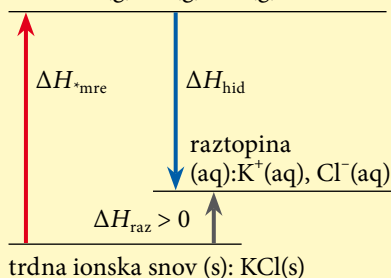 ΔH*mre
ΔHhid
raztopina
(aq):K⁺(aq), Cl⁻(aq)
ΔHraz > 0
trdna ionska snov (s): KCl(s)